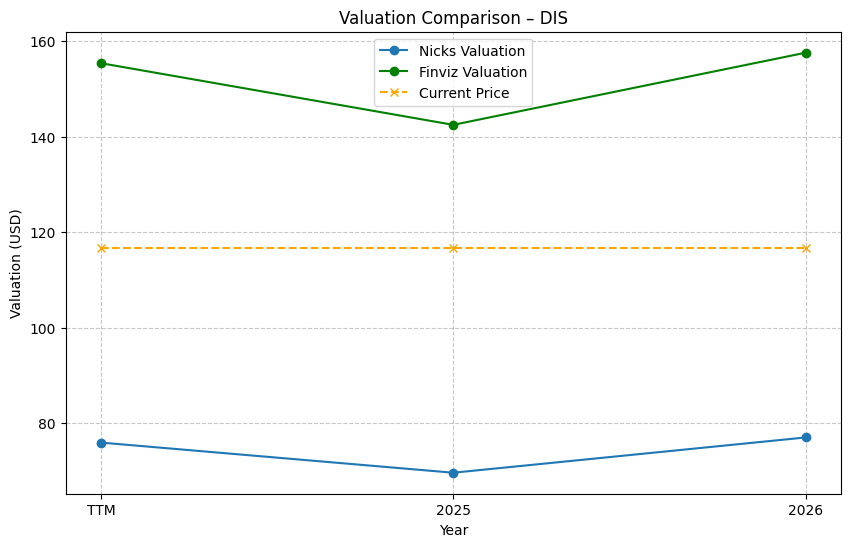 Valuation Comparison – DIS
Nicks Valuation
Finviz Valuation
Current Price
Valuation (USD)
160
140
120
100
80
TTM
2025
2026
Year